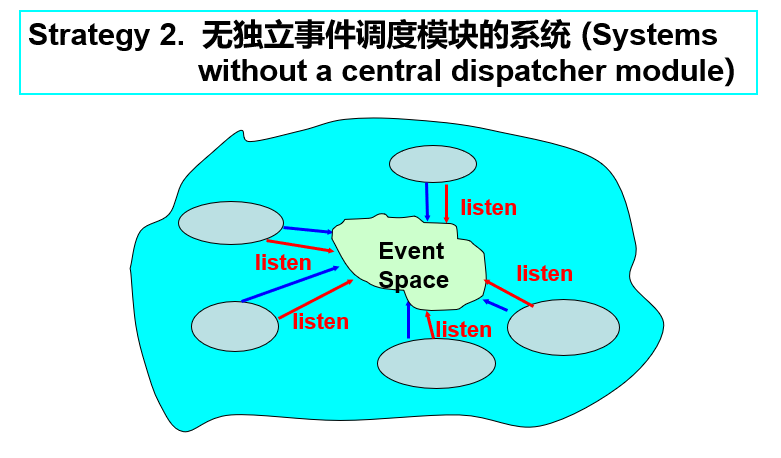 Strategy 2. 无独立事件调度模块的系统 (Systems
without a central dispatcher module)
listen
Event
Space
listen
listen
listen
listen